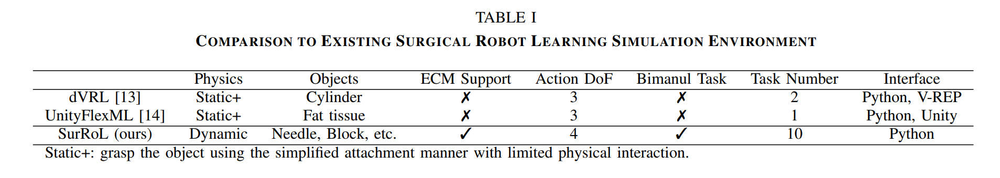 TABLE I
COMPARISON TO EXISTING SURGICAL ROBOT LEARNING SIMULATION ENVIRONMENT
Physics Objects ECM Support Action DoF Bimanul Task Task Number Interface
dVRL [13] Static+ Cylinder ✗ 3 ✗ 2 Python, V-REP
UnityFlexML [14] Static+ Fat tissue ✗ 3 ✗ 1 Python, Unity
SurRoL (ours) Dynamic Needle, Block, etc. ✓ 4 ✓ 10 Python
Static+: grasp the object using the simplified attachment manner with limited physical interaction.